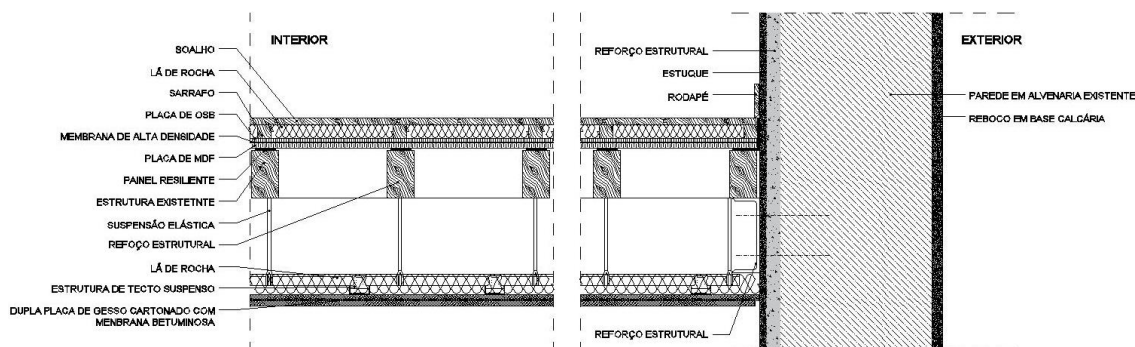 INTERIOR
SOALHO
LÃ DE ROCHA
SARRAFO
PLACA DE OSB
MEMBRANA DE ALTA DENSIDADE
PLACA DE MDF
PAINEL RESILIENTE
ESTRUTURA EXISTETNTE
SUSPENSÃO ELÁSTICA
REFOÇO ESTRUTURAL
LÃ DE ROCHA
ESTRUTURA DE TECTO SUSPENSO
DUPLA PLACA DE GESSO CARTONADO COM
MENBRANA BETUMINOSA
REFORÇO ESTRUTURAL
ESTUQUE
RODAPÉ
REFORÇO ESTRUTURAL
EXTERIOR
PAREDE EM ALVENARIA EXISTENTE
REBOCO EM BASE CALCÁRIA